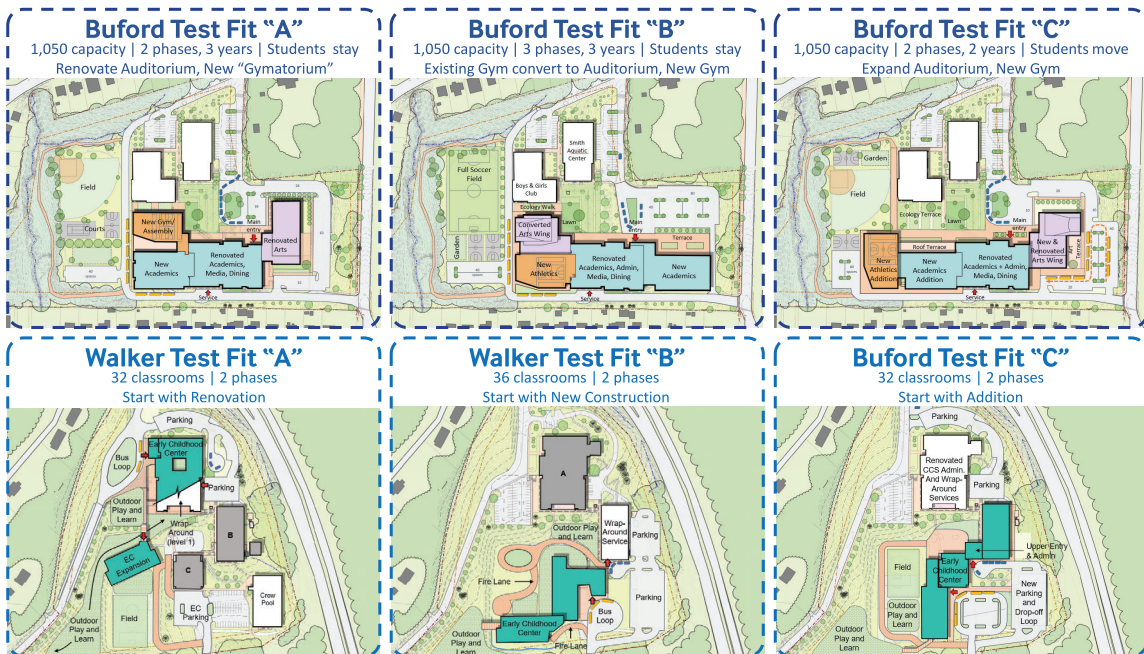 Buford Test Fit “A”
1,050 capacity | 2 phases, 3 years | Students stay
Renovate Auditorium, New “Gymatorium”
Field
Courts
New Gym/
Assembly
Main
entry
Renovated
Arts
New
Academics
Renovated
Academics,
Media, Dining
Service
Buford Test Fit “B”
1,050 capacity | 3 phases, 3 years | Students stay
Existing Gym convert to Auditorium, New Gym
Smith
Aquatic
Center
Full Soccer
Field
Boys & Girls
Club
Ecology Walk
Lawn
Main
entry
Converted
Arts Wing
Terrace
Garden
New
Athletics
Renovated
Academics, Admin,
Media, Dining
New
Academics
Service
Buford Test Fit “C”
1,050 capacity | 2 phases, 2 years | Students move
Expand Auditorium, New Gym
Garden
Field
Ecology Terrace
Lawn
Main
entry
Roof Terrace
New &
Renovated
Arts Wing
Art
Terrace
New
Athletics
Addition
New
Academics
Addition
Renovated
Academics + Admin,
Media, Dining
Service
Walker Test Fit “A”
32 classrooms | 2 phases
Start with Renovation
Parking
Early Childhood
Center
Bus
Loop
Parking
Outdoor
Play and
Learn
Wrap-
Around
(level 1)
B
EC
Expansion
C
Crow
Pool
EC
Parking
Field
Outdoor
Play and
Learn
Walker Test Fit “B”
36 classrooms | 2 phases
Start with New Construction
A
Outdoor Play
and Learn
Wrap-
Around
Service
Parking
Fire Lane
Parking
Bus
Loop
Early Childhood
Center
Outdoor
Play and
Learn
Fire Lane
Buford Test Fit “C”
32 classrooms | 2 phases
Start with Addition
Parking
Renovated
CCS Admin.
And Wrap-
Around
Services
Parking
Upper Entry
& Admin
Field
Early
Childhood
Center
New
Parking
and
Drop-off
Loop
Outdoor
Play and
Learn
Outdoor
Play and
Learn